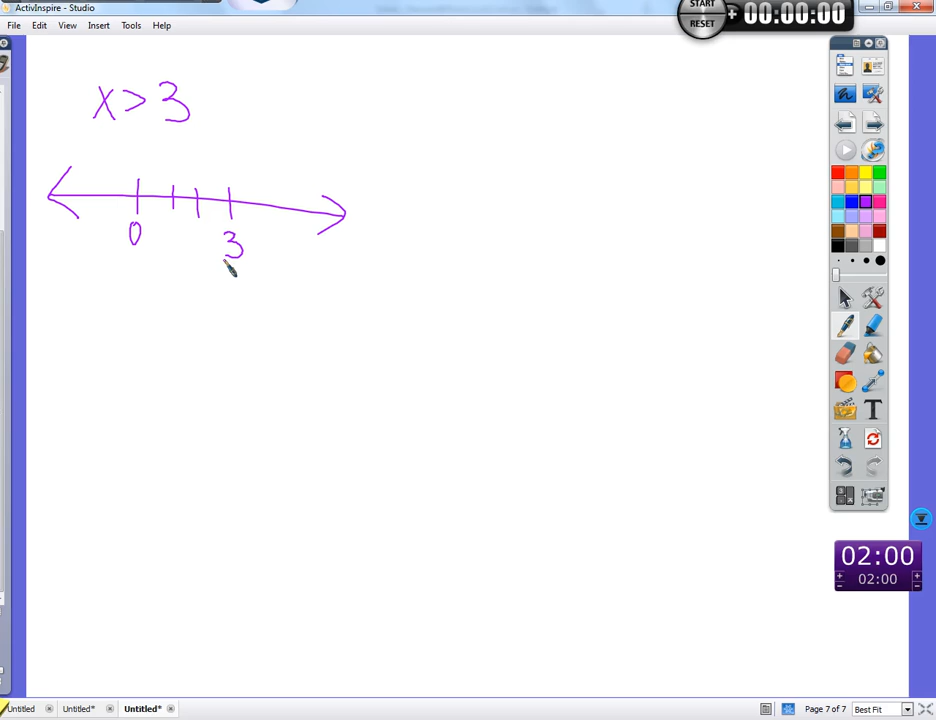 ActivInspire - Studio
START
RESET
00:00:00
File Edit View Insert Tools Help
x > 3
0 3
T
02:00
02:00
Untitled Untitled* Untitled*
Page 7 of 7 Best Fit